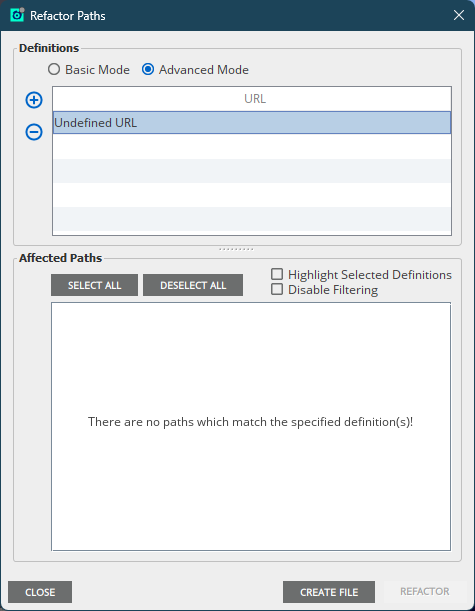 Refactor Paths
Definitions
Basic Mode
Advanced Mode
URL
Undefined URL
Affected Paths
SELECT ALL
DESELECT ALL
Highlight Selected Definitions
Disable Filtering
There are no paths which match the specified definition(s)!
CLOSE
CREATE FILE
REFACTOR